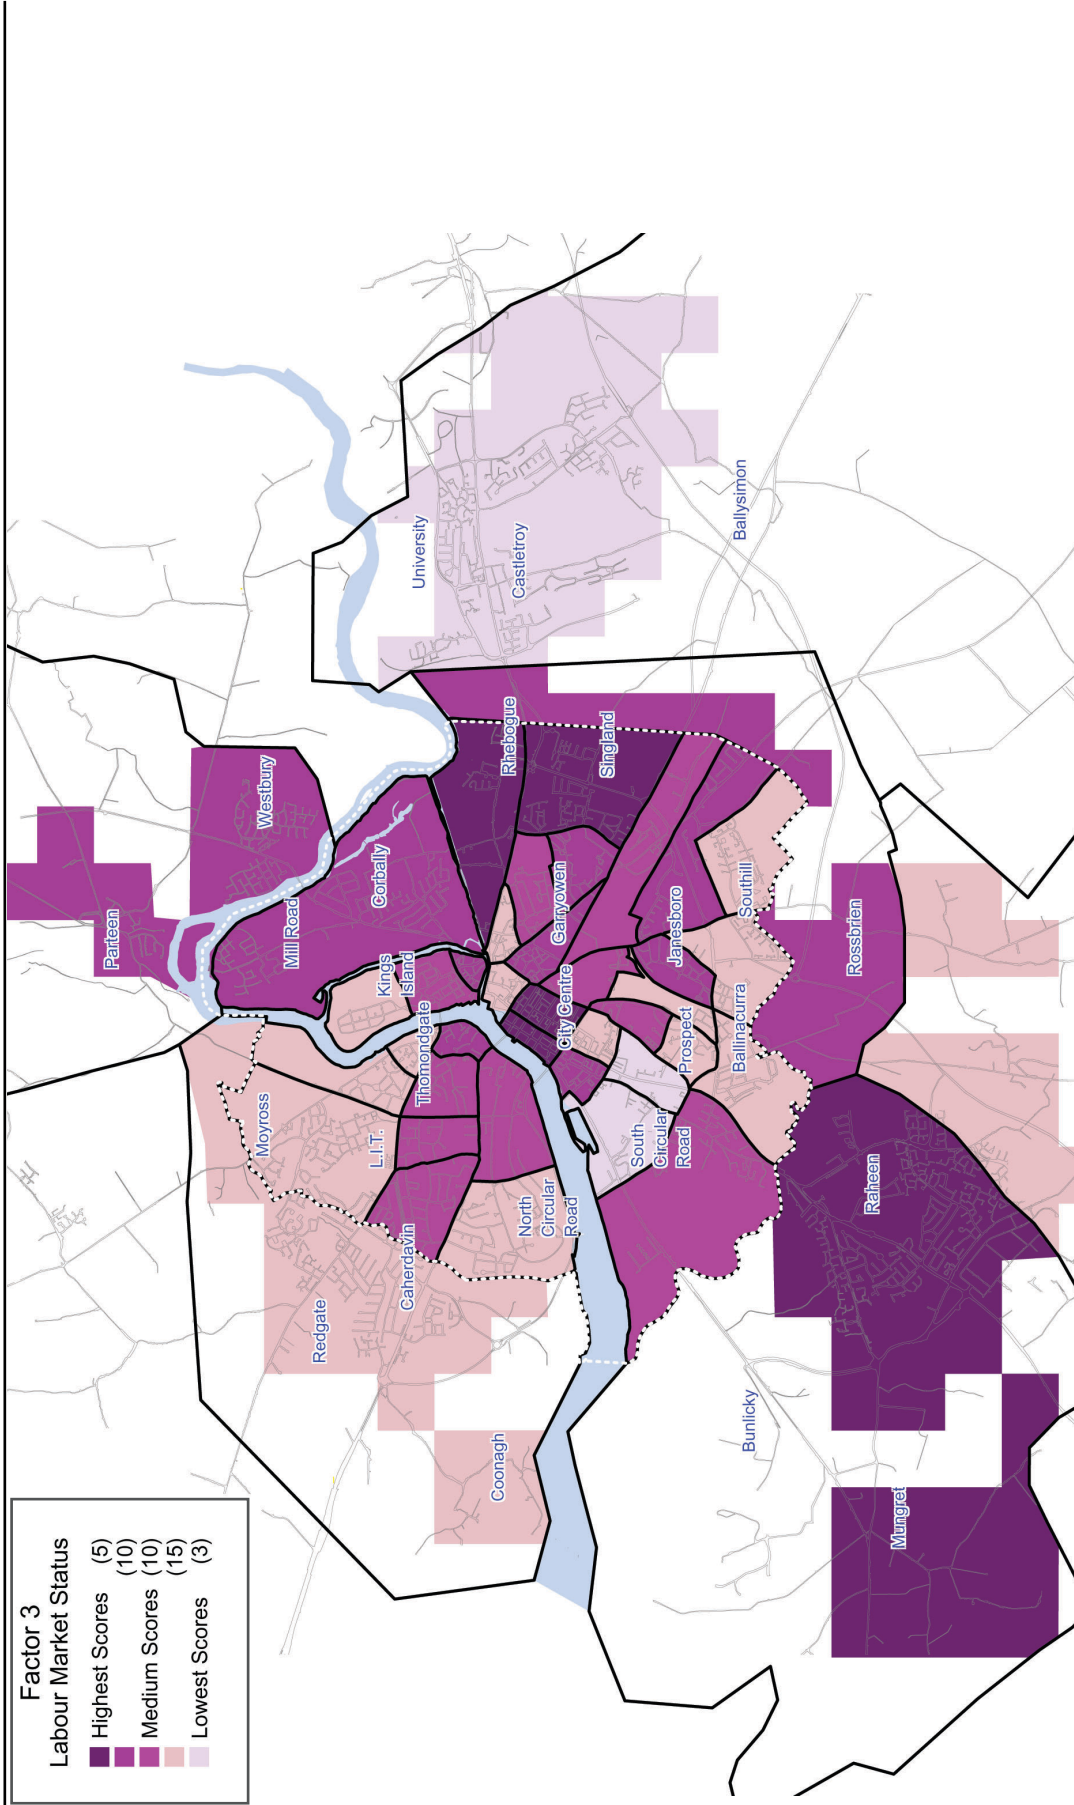 Factor 3
Labour Market Status
Highest Scores (5)
(10)
Medium Scores (10)
(15)
Lowest Scores (3)
Parteen
Westbury
Mill Road
Corbally
Kings
Island
Moyross
L.I.T.
Thomondgate
Redgate
Caherdavin
North
Circular
Road
Coonagh
University
Castletroy
Rhebogue
Singland
Garryowen
City Centre
Ballysimon
Janesboro
Southill
Prospect
Ballinacurra
South
Circular
Road
Rossbrien
Raheen
Bunlicky
Mungret